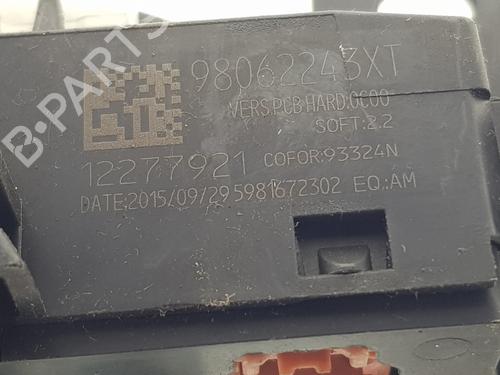 B-PARTS
98062243XT
VERS:PCB:HARD:0C00
SOFT:2.2
12277921 COFOR:93324N
DATE:2015/09/29 5981672302 EQ.:AM